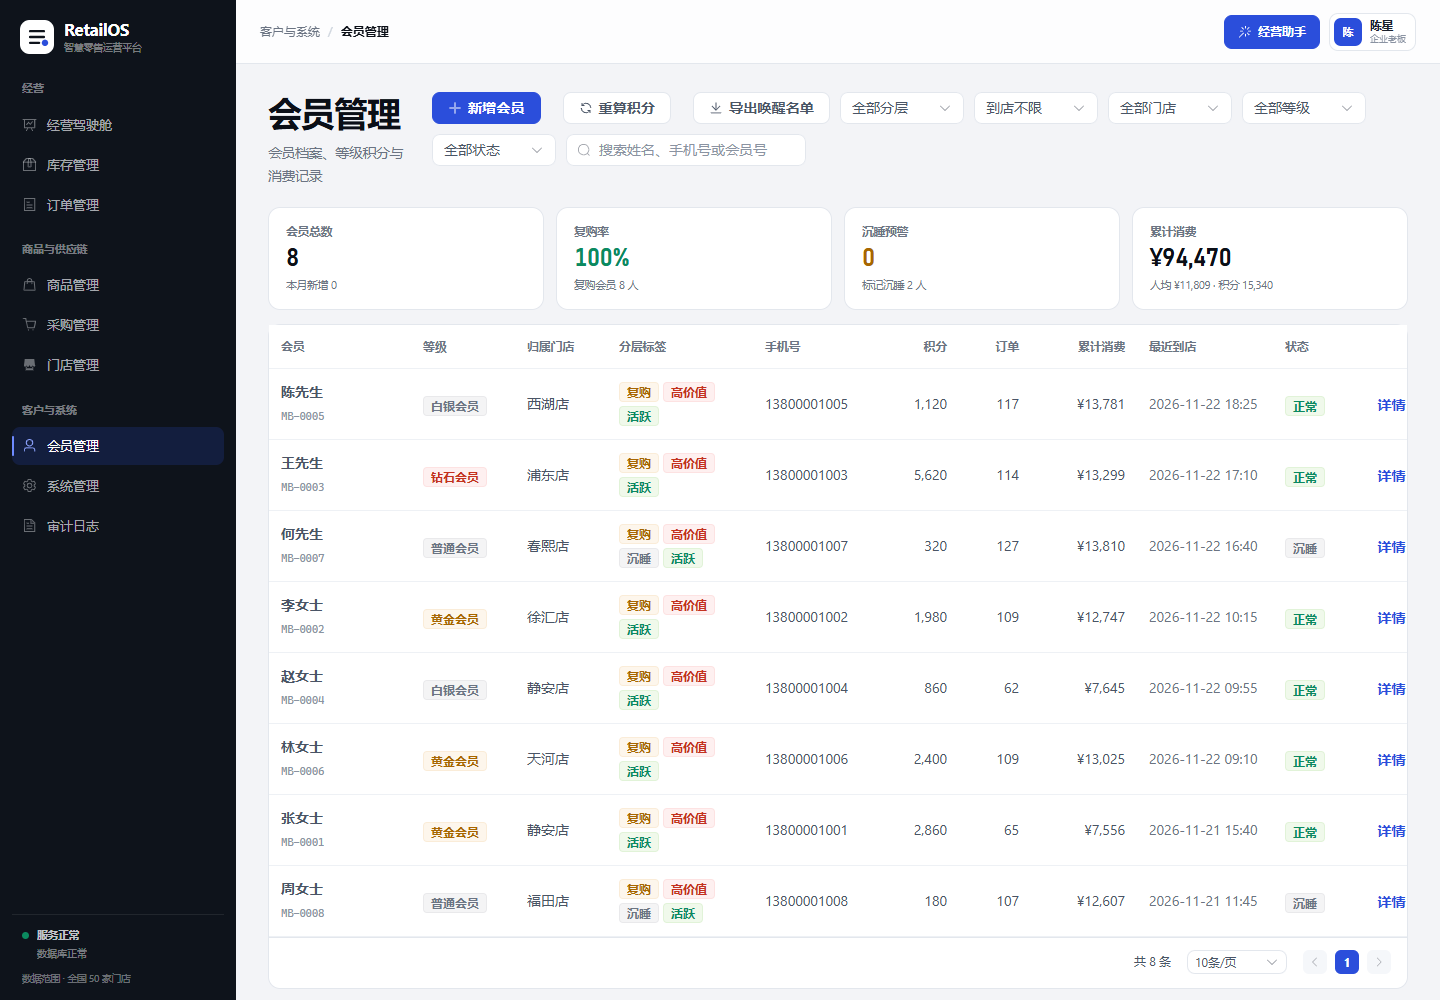 RetailOS
智慧零售运营平台
经营
经营驾驶舱
库存管理
订单管理
商品与供应链
商品管理
采购管理
门店管理
客户与系统
会员管理
系统管理
审计日志
服务正常
数据库正常
数据范围 · 全国 50 家门店
客户与系统 / 会员管理
经营助手
陈
陈星
企业老板
会员管理
会员档案、等级积分与
消费记录
新增会员
重算积分
导出唤醒名单
全部分层
到店不限
全部门店
全部等级
全部状态
搜索姓名、手机号或会员号
会员总数
8
本月新增 0
复购率
100%
复购会员 8 人
沉睡预警
0
标记沉睡 2 人
累计消费
¥94,470
人均 ¥11,809 · 积分 15,340
会员 等级 归属门店 分层标签 手机号 积分 订单 累计消费 最近到店 状态
陈先生 MB-0005 白银会员 西湖店 复购 高价值 活跃 13800001005 1,120 117 ¥13,781 2026-11-22 18:25 正常 详情
王先生 MB-0003 钻石会员 浦东店 复购 高价值 活跃 13800001003 5,620 114 ¥13,299 2026-11-22 17:10 正常 详情
何先生 MB-0007 普通会员 春熙店 复购 高价值 沉睡 活跃 13800001007 320 127 ¥13,810 2026-11-22 16:40 沉睡 详情
李女士 MB-0002 黄金会员 徐汇店 复购 高价值 活跃 13800001002 1,980 109 ¥12,747 2026-11-22 10:15 正常 详情
赵女士 MB-0004 白银会员 静安店 复购 高价值 活跃 13800001004 860 62 ¥7,645 2026-11-22 09:55 正常 详情
林女士 MB-0006 黄金会员 天河店 复购 高价值 活跃 13800001006 2,400 109 ¥13,025 2026-11-22 09:10 正常 详情
张女士 MB-0001 黄金会员 静安店 复购 高价值 活跃 13800001001 2,860 65 ¥7,556 2026-11-21 15:40 正常 详情
周女士 MB-0008 普通会员 福田店 复购 高价值 沉睡 活跃 13800001008 180 107 ¥12,607 2026-11-21 11:45 沉睡 详情
共 8 条 10条/页 1